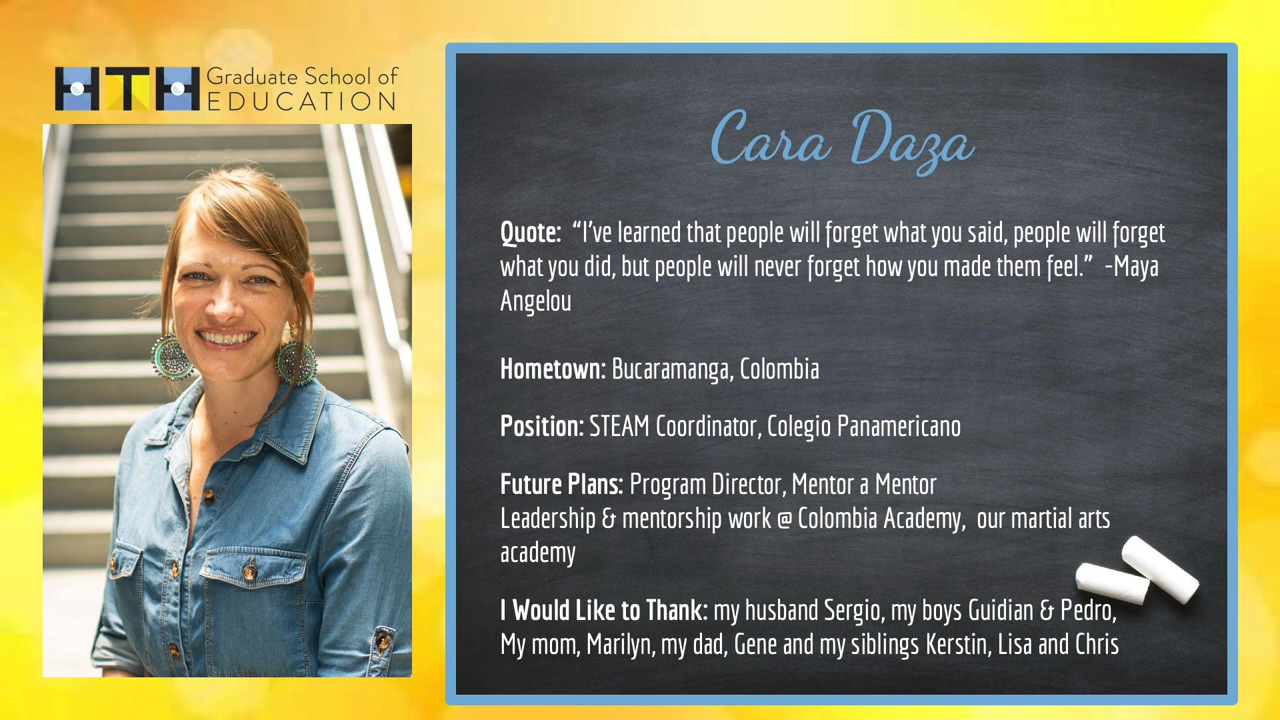 HTH Graduate School of
EDUCATION
Cara Daza
Quote: “I’ve learned that people will forget what you said, people will forget
what you did, but people will never forget how you made them feel.” -Maya
Angelou
Hometown: Bucaramanga, Colombia
Position: STEAM Coordinator, Colegio Panamericano
Future Plans: Program Director, Mentor a Mentor
Leadership & mentorship work @ Colombia Academy, our martial arts
academy
I Would Like to Thank: my husband Sergio, my boys Guidian & Pedro,
My mom, Marilyn, my dad, Gene and my siblings Kerstin, Lisa and Chris